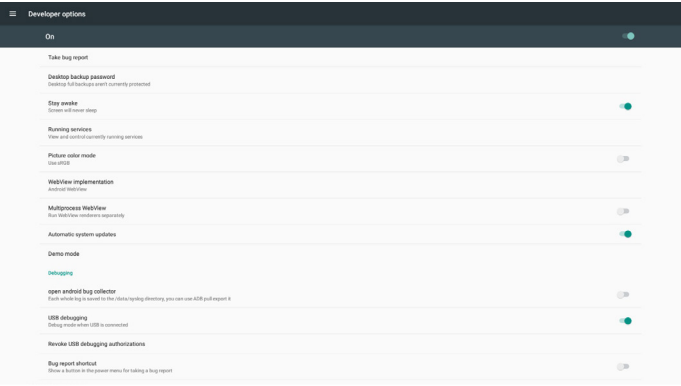 Developer options
On
Take bug report
Desktop backup password
Desktop full backups aren't currently protected
Stay awake
Screen will never sleep
Running services
View and control currently running services
Picture color mode
Use sRGB
WebView implementation
Android WebView
Multiprocess WebView
Run WebView renderers separately
Automatic system updates
Demo mode
Debugging
open android bug collector
Each whole log is saved to the /data/syslog directory, you can use ADB pull export it
USB debugging
Debug mode when USB is connected
Revoke USB debugging authorizations
Bug report shortcut
Show a button in the power menu for taking a bug report